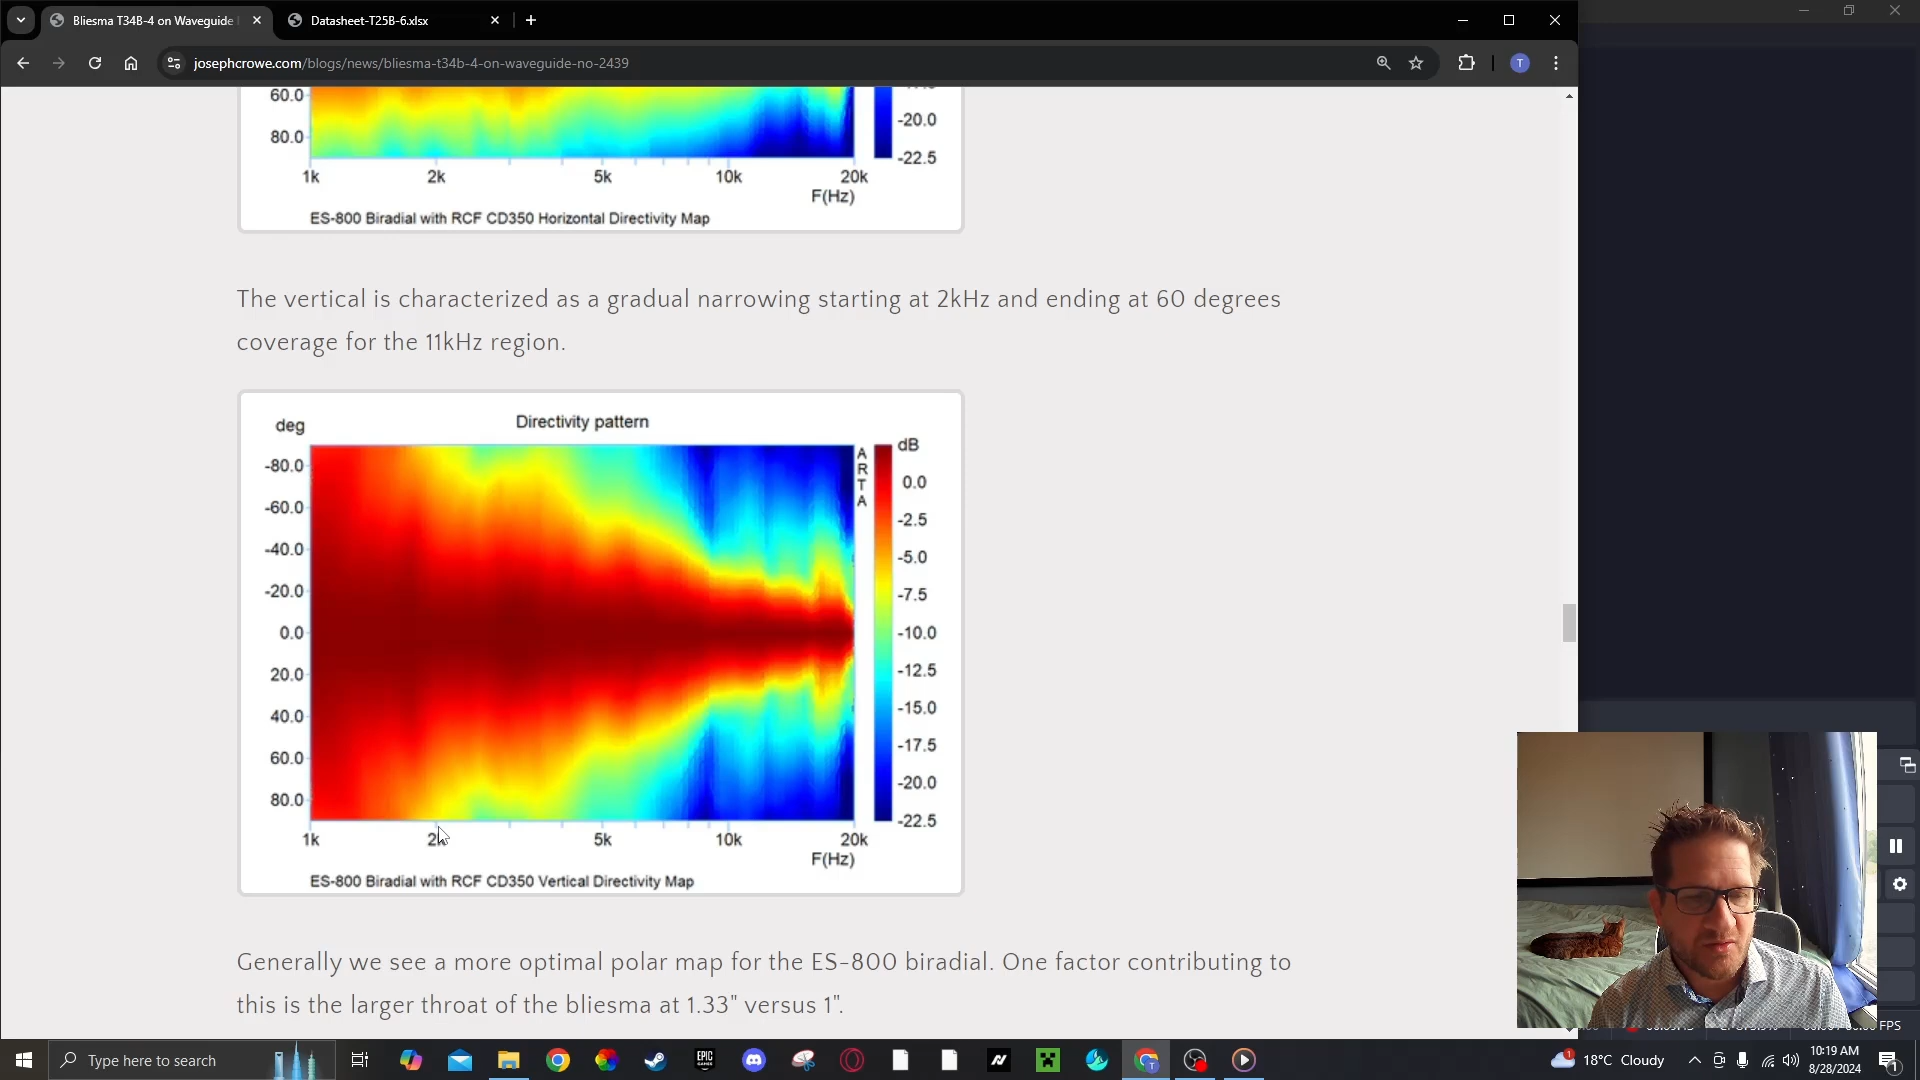 Bliesma T34B-4 on Waveguide
Datasheet-T25B-6.xlsx
josephcrowe.com/blogs/news/bliesma-t34b-4-on-waveguide-no-2439
T
60.0
80.0
-20.0
-22.5
1k 2k 5k 10k 20k
F(Hz)
ES-800 Biradial with RCF CD350 Horizontal Directivity Map
The vertical is characterized as a gradual narrowing starting at 2kHz and ending at 60 degrees
coverage for the 11kHz region.
Directivity pattern
deg
-80.0
-60.0
-40.0
-20.0
0.0
20.0
40.0
60.0
80.0
A
R
T
A
dB
0.0
-2.5
-5.0
-7.5
-10.0
-12.5
-15.0
-17.5
-20.0
-22.5
1k 2k 5k 10k 20k
F(Hz)
ES-800 Biradial with RCF CD350 Vertical Directivity Map
Generally we see a more optimal polar map for the ES-800 biradial. One factor contributing to
this is the larger throat of the bliesma at 1.33" versus 1".
FPS
Type here to search
EPIC
GAMES
1
18°C Cloudy
10:19 AM
8/28/2024
1